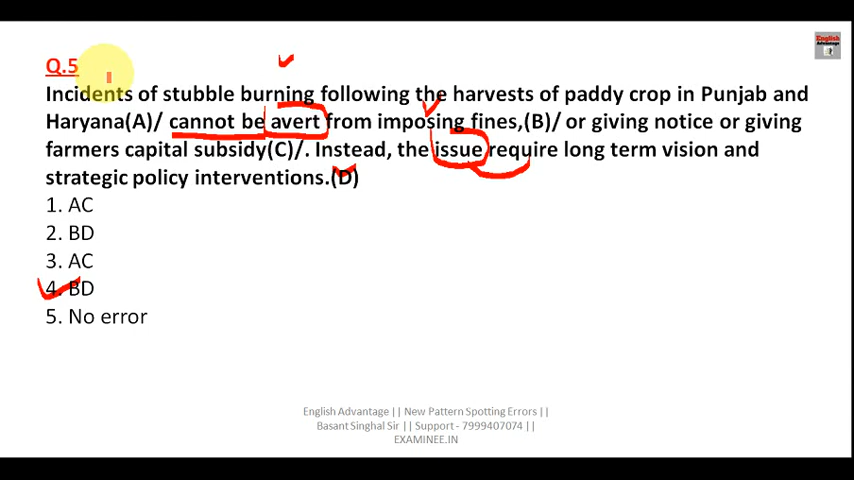 English
Advantage
Q.5
Incidents of stubble burning following the harvests of paddy crop in Punjab and
Haryana(A)/ cannot be avert from imposing fines,(B)/ or giving notice or giving
farmers capital subsidy(C)/. Instead, the issue require long term vision and
strategic policy interventions.(D)
1. AC
2. BD
3. AC
4. BD
5. No error
English Advantage || New Pattern Spotting Errors ||
Basant Singhal Sir || Support - 7999407074 ||
EXAMINEE.IN